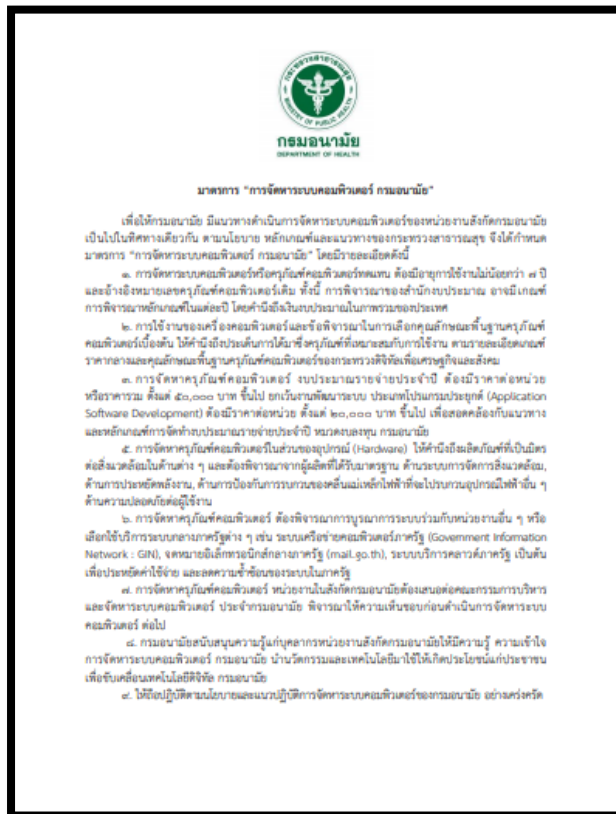 กระทรวงสาธารณสุข
MINISTRY OF PUBLIC HEALTH
กรมอนามัย
DEPARTMENT OF HEALTH
มาตรการ “การจัดหาระบบคอมพิวเตอร์ กรมอนามัย”
เพื่อให้กรมอนามัย มีแนวทางดำเนินการจัดหาระบบคอมพิวเตอร์ของหน่วยงานสังกัดกรมอนามัย
เป็นไปในทิศทางเดียวกัน ตามนโยบาย หลักเกณฑ์และแนวทางของกระทรวงสาธารณสุข จึงได้กำหนด
มาตรการ “การจัดหาระบบคอมพิวเตอร์ กรมอนามัย” โดยมีรายละเอียดดังนี้
๑. การจัดหาระบบคอมพิวเตอร์หรือครุภัณฑ์คอมพิวเตอร์ทดแทน ต้องมีอายุการใช้งานไม่น้อยกว่า ๗ ปี
และอ้างอิงหมายเลขครุภัณฑ์คอมพิวเตอร์เดิม ทั้งนี้ การพิจารณาของสำนักงบประมาณ อาจมีเกณฑ์
การพิจารณาหลักเกณฑ์ในแต่ละปี โดยคำนึงถึงเงินงบประมาณในภาพรวมของประเทศ
๒. การใช้งานของเครื่องคอมพิวเตอร์และข้อพิจารณาในการเลือกคุณลักษณะพื้นฐานครุภัณฑ์
คอมพิวเตอร์เบื้องต้น ให้คำนึงถึงประเด็นการได้มาซึ่งครุภัณฑ์ที่เหมาะสมกับการใช้งาน ตามรายละเอียดเกณฑ์
ราคากลางและคุณลักษณะพื้นฐานครุภัณฑ์คอมพิวเตอร์ของกระทรวงดิจิทัลเพื่อเศรษฐกิจและสังคม
๓. การจัดหาครุภัณฑ์คอมพิวเตอร์ งบประมาณรายจ่ายประจำปี ต้องมีราคาต่อหน่วย
หรือราคารวม ตั้งแต่ ๕๐,๐๐๐ บาท ขึ้นไป ยกเว้นงานพัฒนาระบบ ประเภทโปรแกรมประยุกต์ (Application
Software Development) ต้องมีราคาต่อหน่วย ตั้งแต่ ๒๐,๐๐๐ บาท ขึ้นไป เพื่อสอดคล้องกับแนวทาง
และหลักเกณฑ์การจัดทำงบประมาณรายจ่ายประจำปี หมวดงบลงทุน กรมอนามัย
๕. การจัดหาครุภัณฑ์คอมพิวเตอร์ในส่วนของอุปกรณ์ (Hardware) ให้คำนึงถึงผลิตภัณฑ์ที่เป็นมิตร
ต่อสิ่งแวดล้อมในด้านต่าง ๆ และต้องพิจารณาจากผู้ผลิตที่ได้รับมาตรฐาน ด้านระบบการจัดการสิ่งแวดล้อม,
ด้านการประหยัดพลังงาน, ด้านการป้องกันการรบกวนของคลื่นแม่เหล็กไฟฟ้าที่จะไปรบกวนอุปกรณ์ไฟฟ้าอื่น ๆ
ด้านความปลอดภัยต่อผู้ใช้งาน
๖. การจัดหาครุภัณฑ์คอมพิวเตอร์ ต้องพิจารณาการบูรณาการระบบร่วมกับหน่วยงานอื่น ๆ หรือ
เลือกใช้บริการระบบกลางภาครัฐต่าง ๆ เช่น ระบบเครือข่ายคอมพิวเตอร์ภาครัฐ (Government Information
Network : GIN), จดหมายอิเล็กทรอนิกส์กลางภาครัฐ (mail.go.th), ระบบบริการคลาวด์ภาครัฐ เป็นต้น
เพื่อประหยัดค่าใช้จ่าย และลดความซ้ำซ้อนของระบบในภาครัฐ
๗. การจัดหาครุภัณฑ์คอมพิวเตอร์ หน่วยงานในสังกัดกรมอนามัยต้องเสนอต่อคณะกรรมการบริหาร
และจัดหาระบบคอมพิวเตอร์ ประจำกรมอนามัย พิจารณาให้ความเห็นชอบก่อนดำเนินการจัดหาระบบ
คอมพิวเตอร์ ต่อไป
๘. กรมอนามัยสนับสนุนความรู้แก่บุคลากรหน่วยงานสังกัดกรมอนามัยให้มีความรู้ ความเข้าใจ
การจัดหาระบบคอมพิวเตอร์ กรมอนามัย นำนวัตกรรมและเทคโนโลยีมาใช้ให้เกิดประโยชน์แก่ประชาชน
เพื่อขับเคลื่อนเทคโนโลยีดิจิทัล กรมอนามัย
๙. ให้ถือปฏิบัติตามนโยบายและแนวปฏิบัติการจัดหาระบบคอมพิวเตอร์ของกรมอนามัย อย่างเคร่งครัด